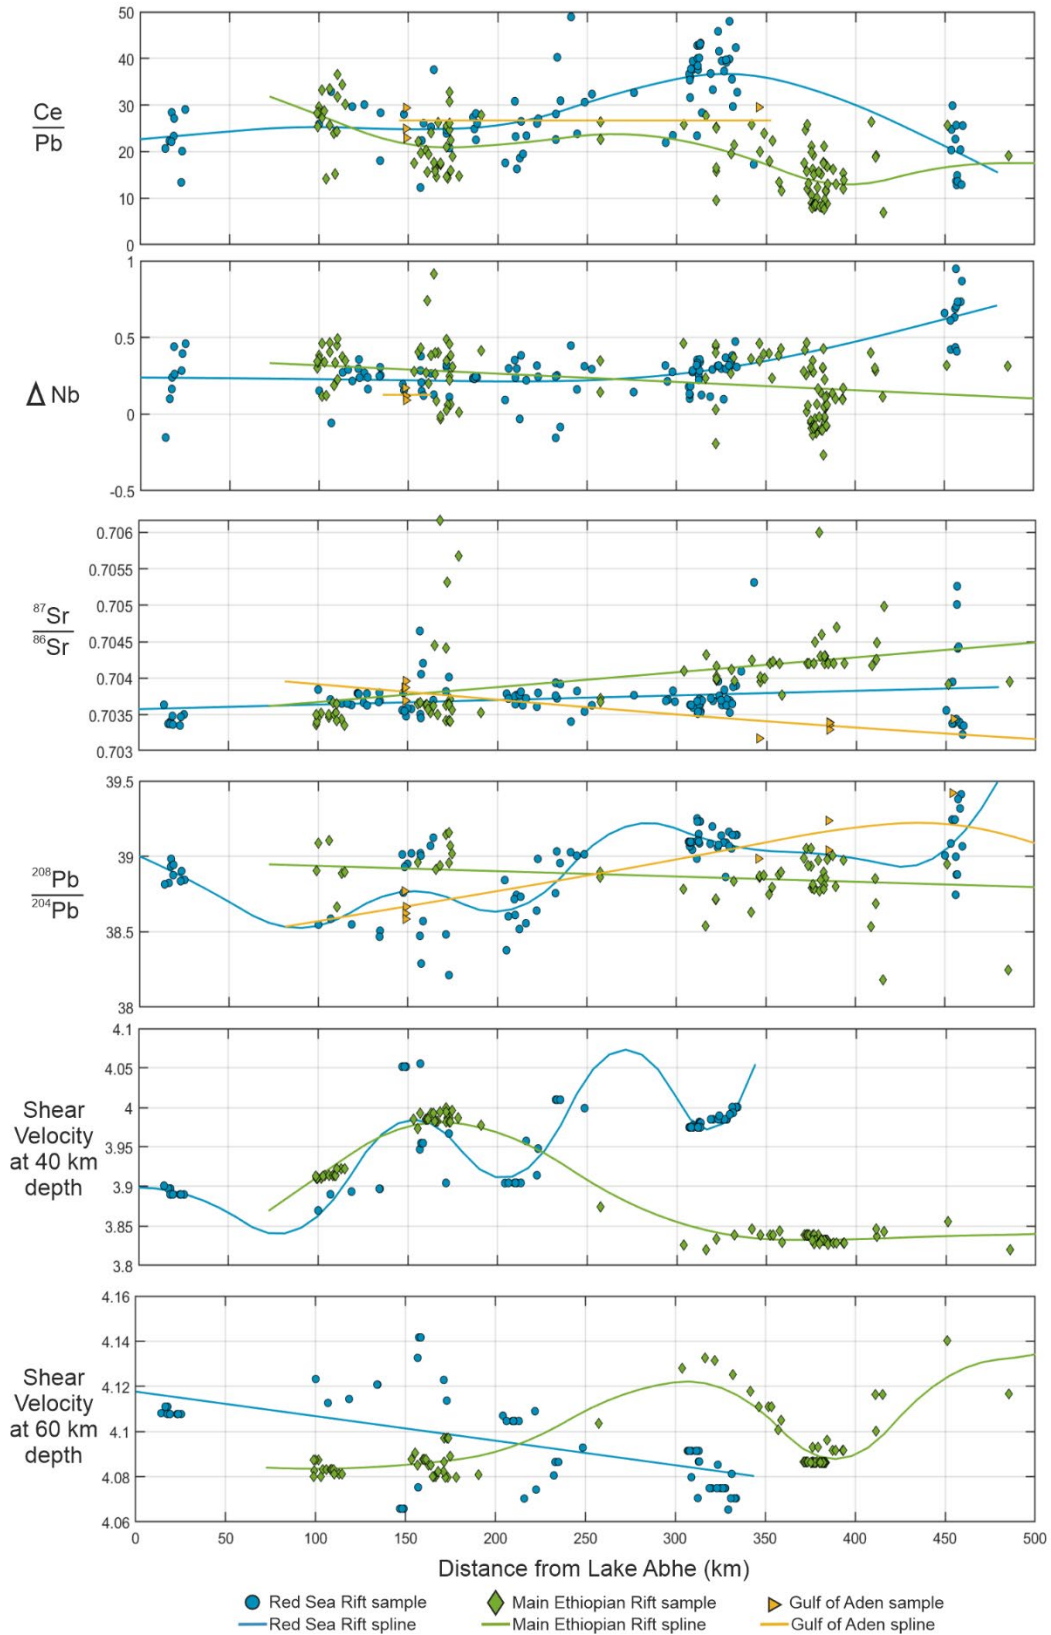 50
40
30
20
10
0
Ce
Pb
1
0.5
0
-0.5
Δ Nb
0.706
0.7055
0.705
0.7045
0.704
0.7035
0.703
87Sr
86Sr
39.5
39
38.5
38
208Pb
204Pb
4.1
4.05
4
3.95
3.9
3.85
3.8
Shear
Velocity
at 40 km
depth
4.16
4.14
4.12
4.1
4.08
4.06
Shear
Velocity
at 60 km
depth
0 50 100 150 200 250 300 350 400 450 500
Distance from Lake Abhe (km)
Red Sea Rift sample Main Ethiopian Rift sample Gulf of Aden sample
Red Sea Rift spline Main Ethiopian Rift spline Gulf of Aden spline